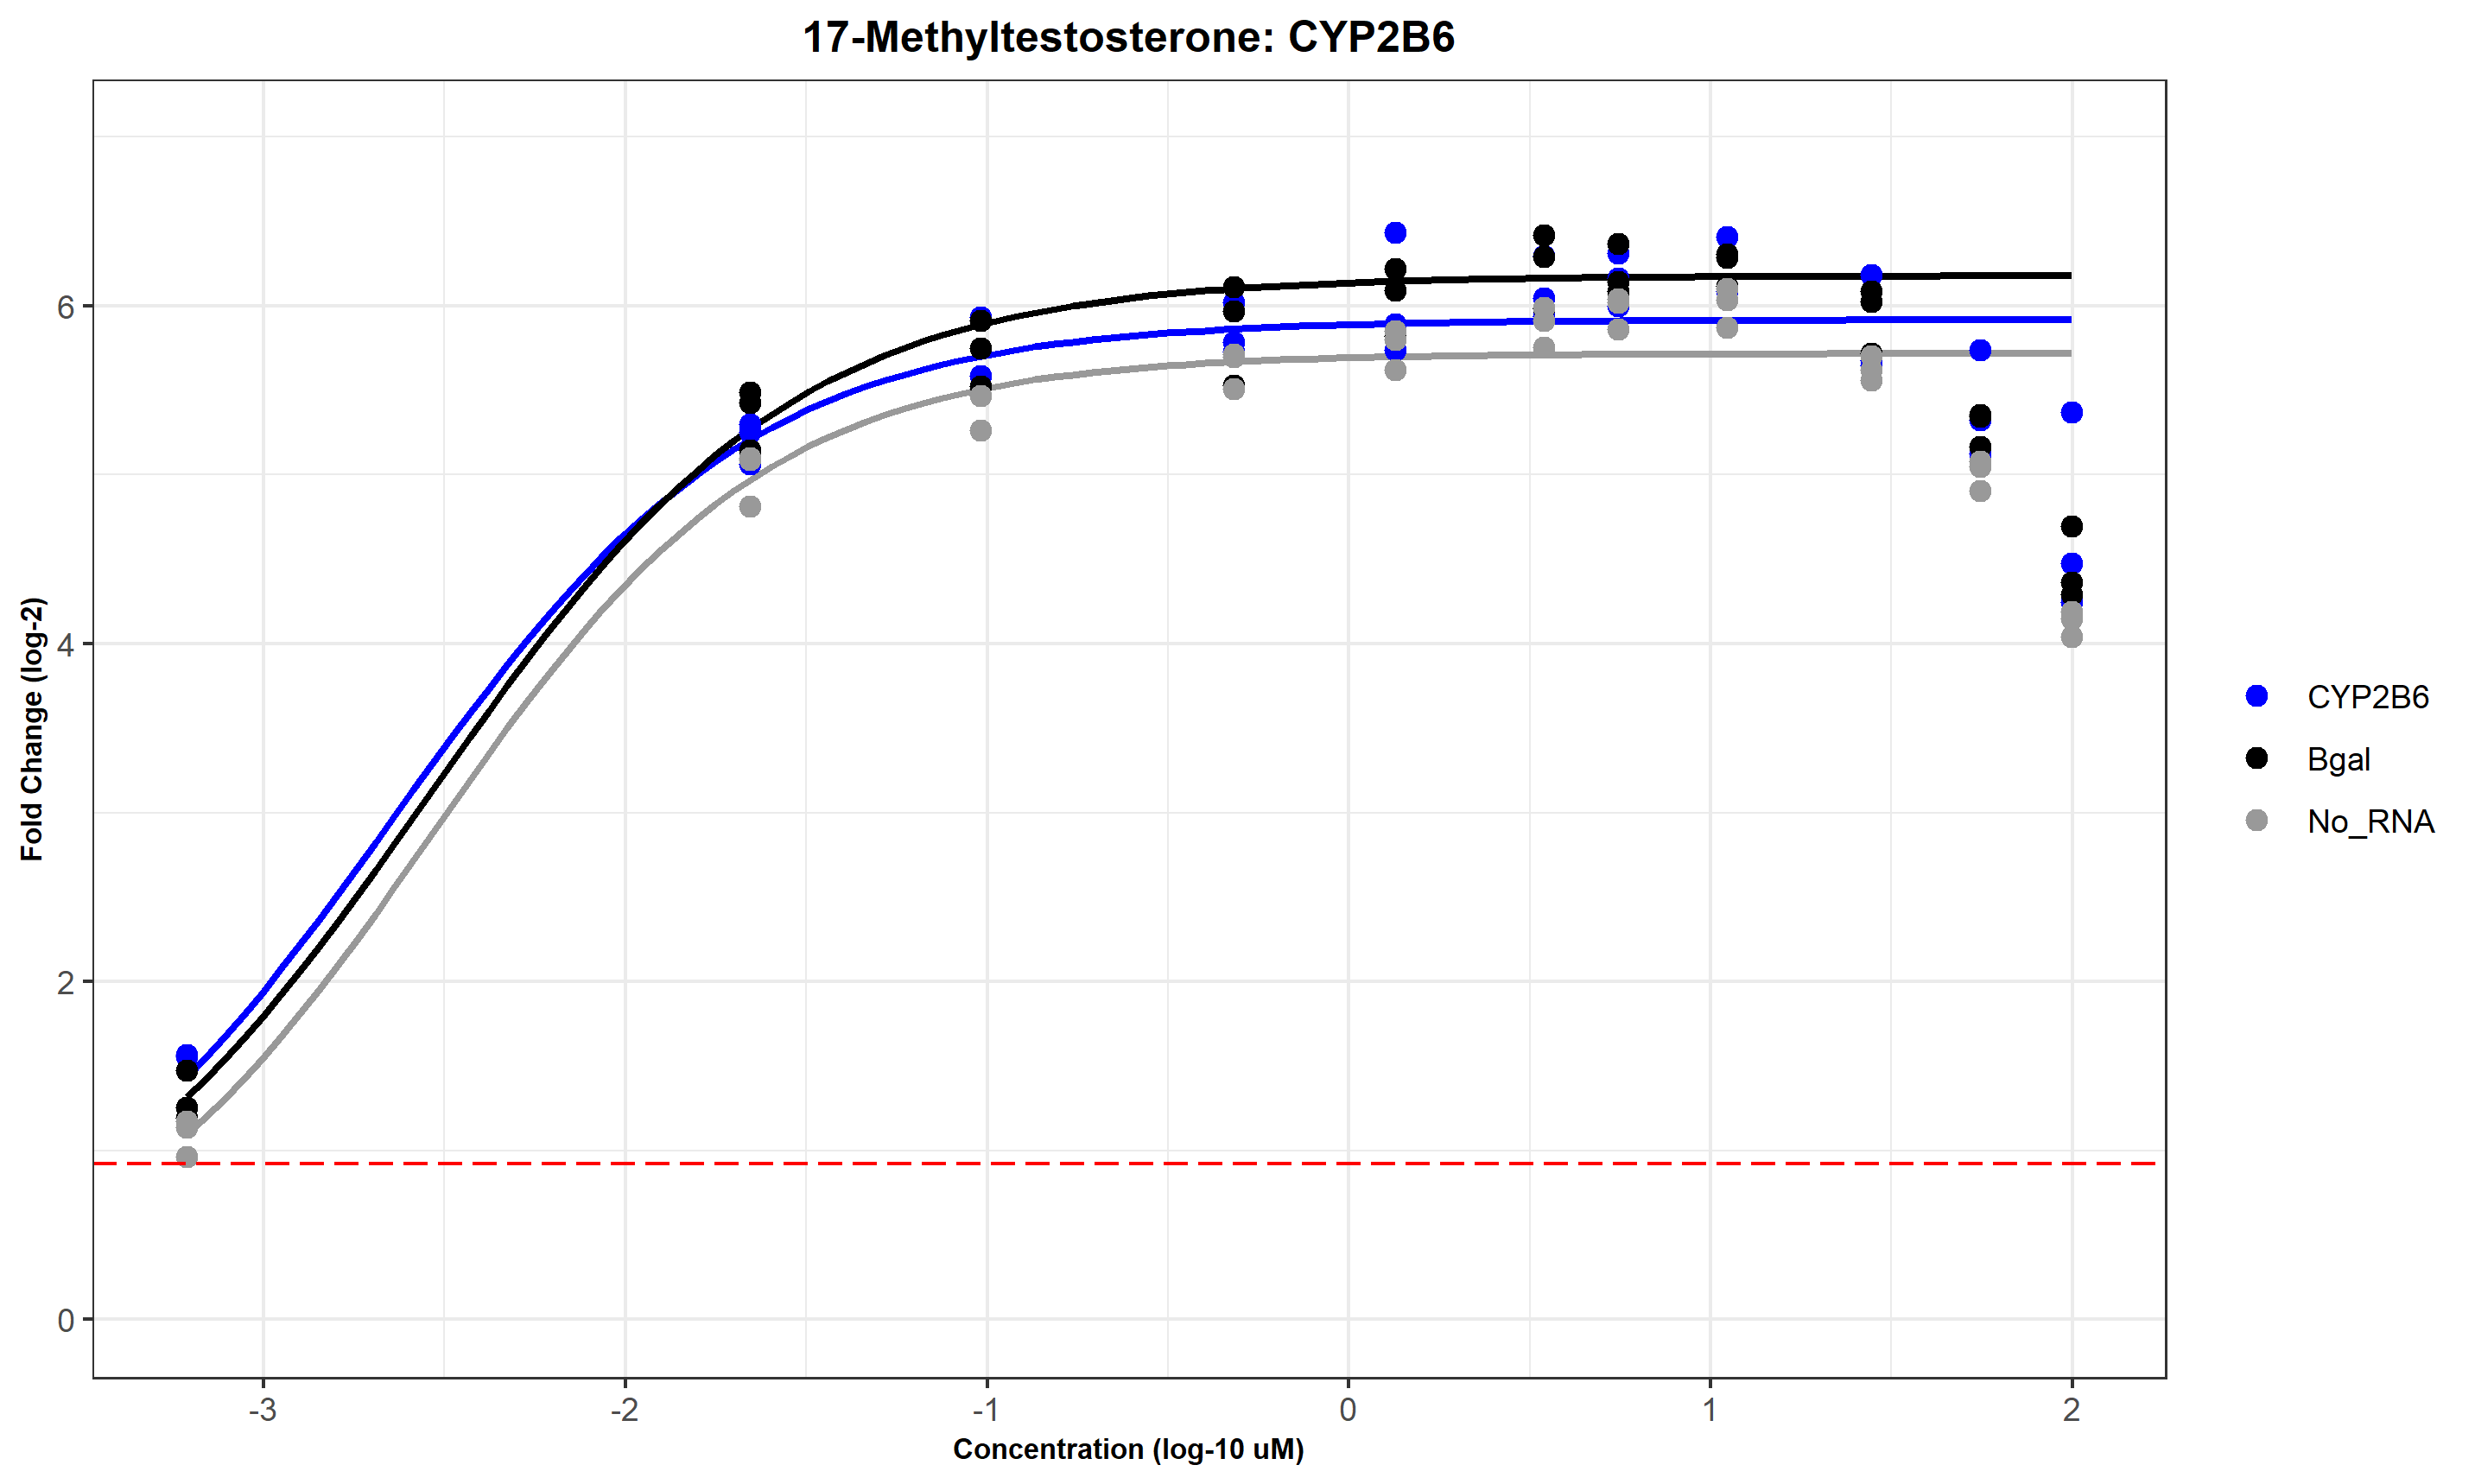 17-Methyltestosterone: CYP2B6
Fold Change (log-2)
6
4
2
0
-3 -2 -1 0 1 2
Concentration (log-10 uM)
CYP2B6
Bgal
No_RNA